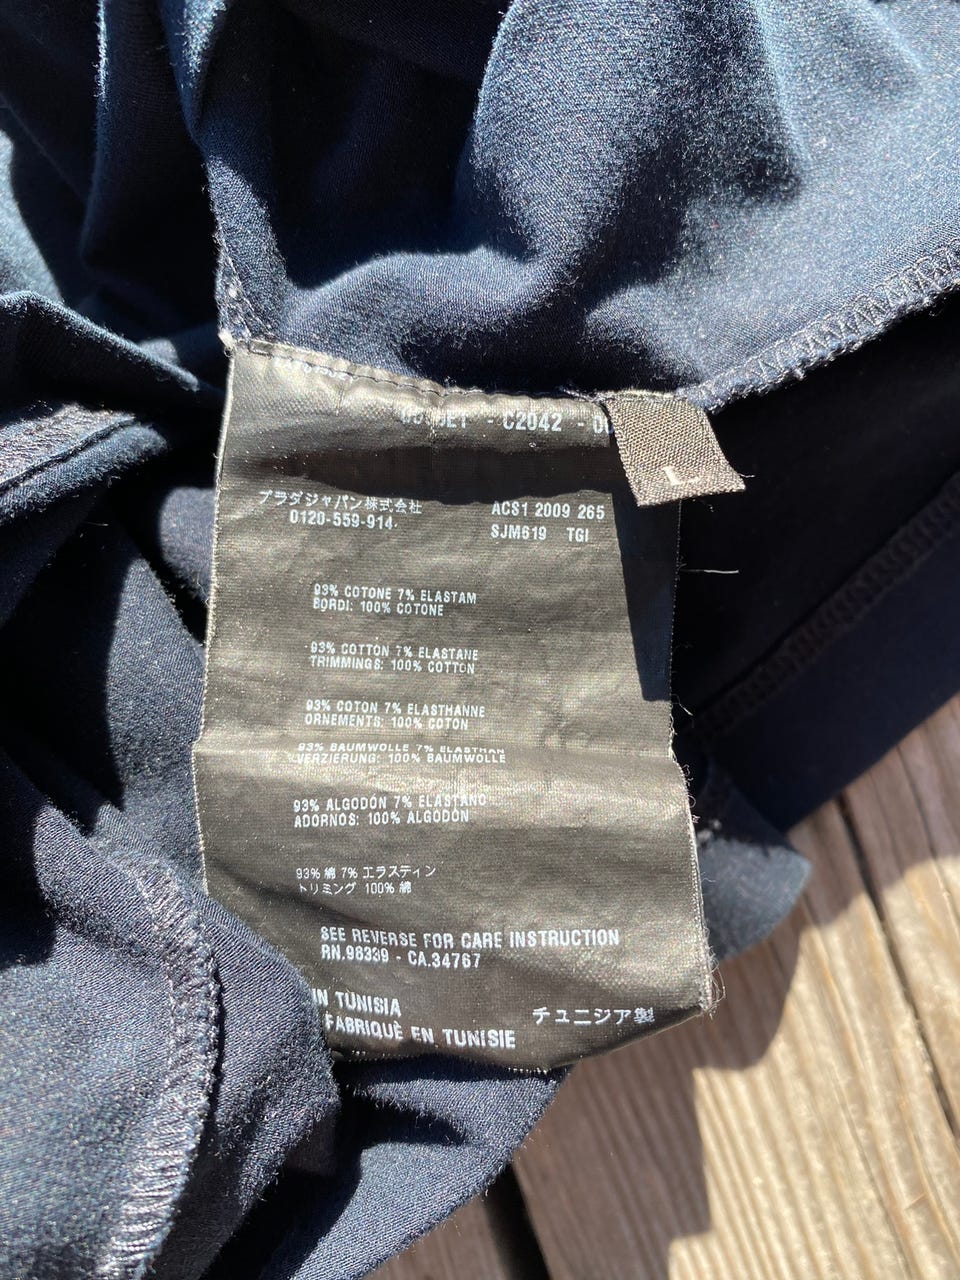 C2042
L
プラダジャパン株式会社
0120-559-914
ACS1 2009 265
SJM619 TGI
93% COTONE 7% ELASTAM
BORDI: 100% COTONE
93% COTTON 7% ELASTANE
TRIMMINGS: 100% COTTON
93% COTON 7% ELASTHANNE
ORNEMENTS: 100% COTON
93% BAUMWOLLE 7% ELASTHAN
VERZIERUNG: 100% BAUMWOLLE
93% ALGODÓN 7% ELASTANO
ADORNOS: 100% ALGODÓN
93% 綿 7% エラスティン
トリミング 100% 綿
SEE REVERSE FOR CARE INSTRUCTION
RN.98339 - CA.34767
IN TUNISIA
FABRIQUÈ EN TUNISIE
チュニジア製